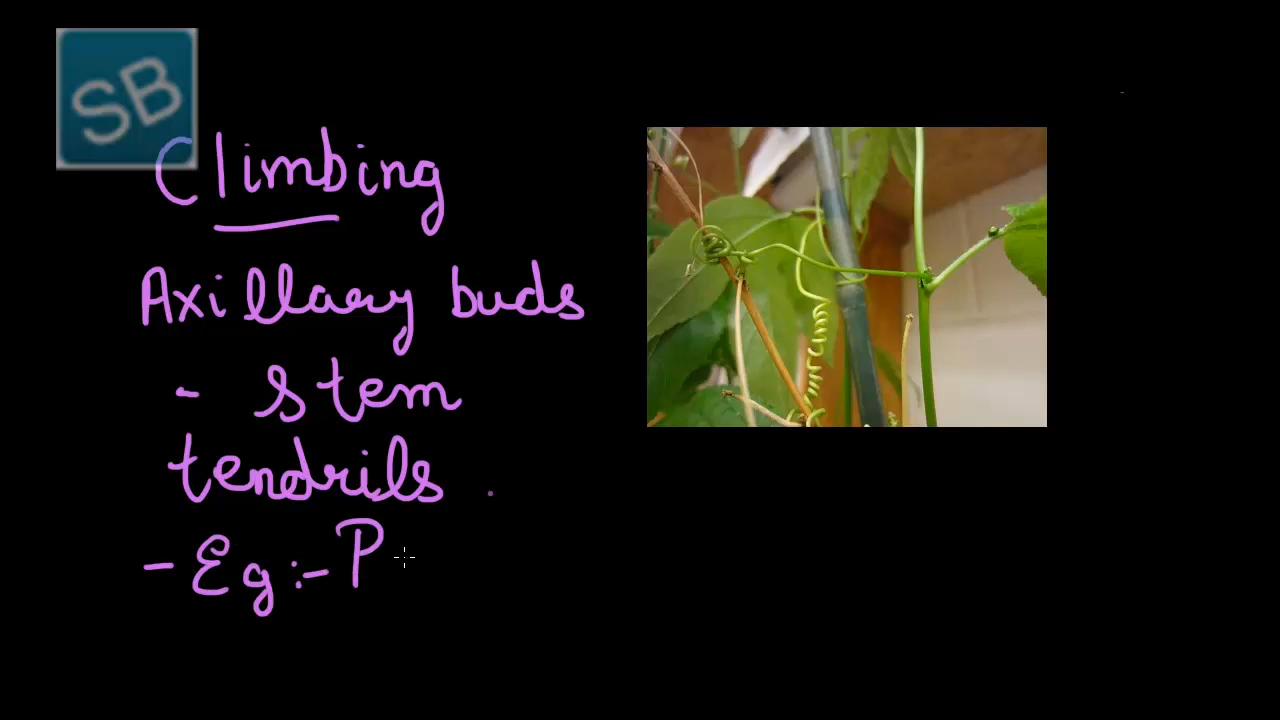 SB
Climbing
Axillary buds
- Stem
tendrils .
- Eg :- P